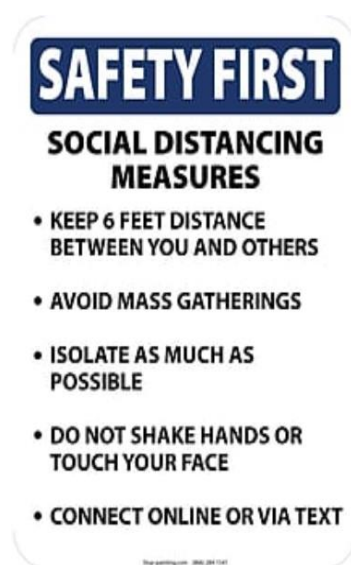 SAFETY FIRST
SOCIAL DISTANCING
MEASURES
• KEEP 6 FEET DISTANCE
BETWEEN YOU AND OTHERS
• AVOID MASS GATHERINGS
• ISOLATE AS MUCH AS
POSSIBLE
• DO NOT SHAKE HANDS OR
TOUCH YOUR FACE
• CONNECT ONLINE OR VIA TEXT